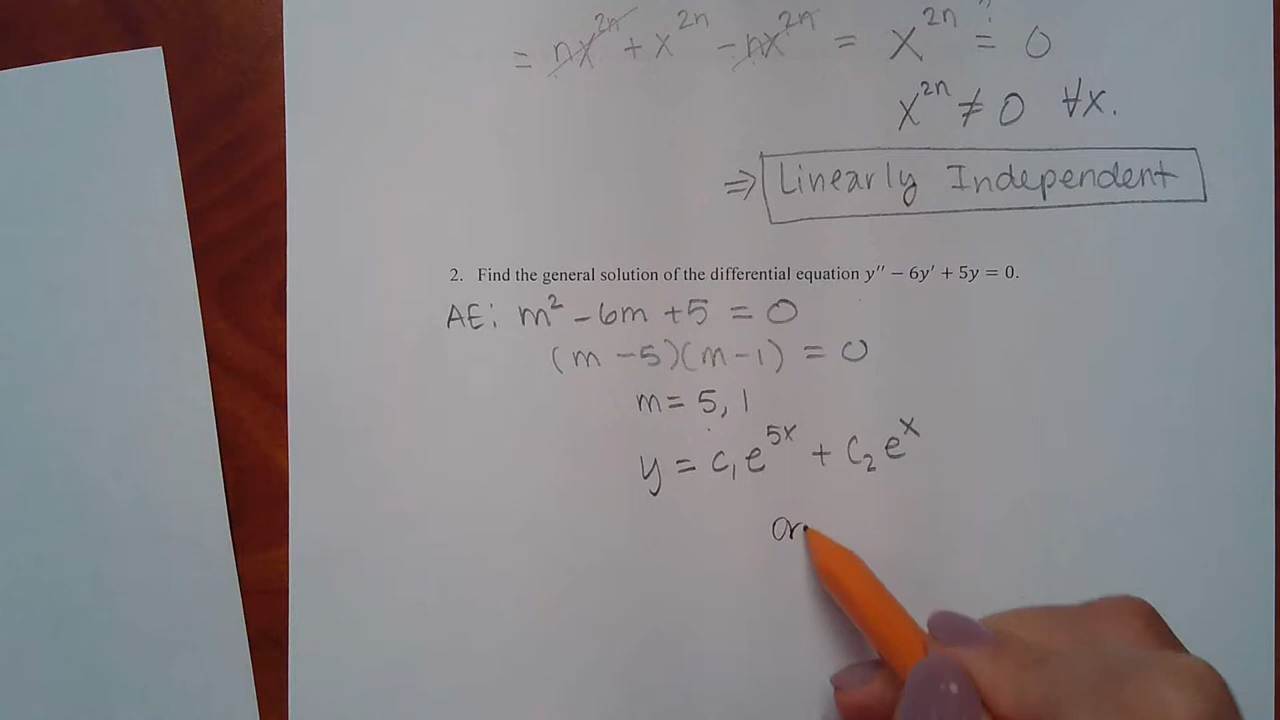 = nx^{2n} + x^{2n} - nx^{2n} = x^{2n} ?= 0
x^{2n} ≠ 0 ∀x.
⇒ Linearly Independent
2. Find the general solution of the differential equation y″ − 6y′ + 5y = 0.
AE: m² - 6m + 5 = 0
(m - 5)(m - 1) = 0
m = 5, 1
y = c₁e^{5x} + c₂e^{x}
or